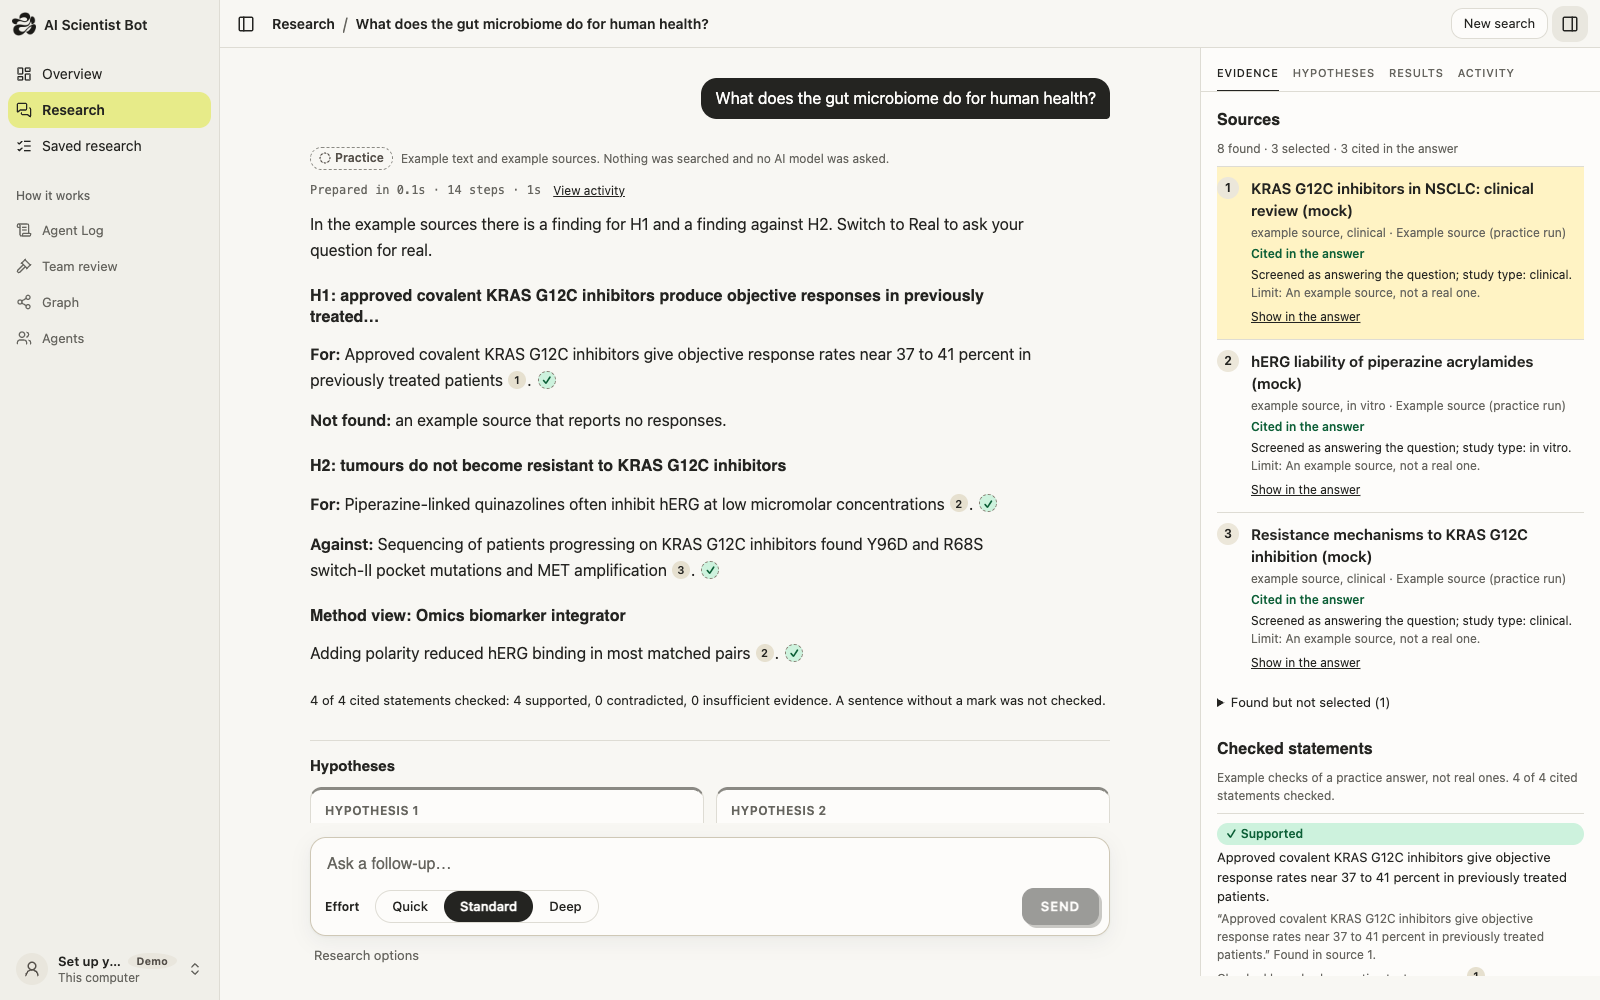 AI Scientist Bot
Overview
Research
Saved research
How it works
Agent Log
Team review
Graph
Agents
Set up y... Demo
This computer
Research / What does the gut microbiome do for human health?
New search
What does the gut microbiome do for human health?
Practice Example text and example sources. Nothing was searched and no AI model was asked.
Prepared in 0.1s · 14 steps · 1s View activity
In the example sources there is a finding for H1 and a finding against H2. Switch to Real to ask your
question for real.
H1: approved covalent KRAS G12C inhibitors produce objective responses in previously
treated...
For: Approved covalent KRAS G12C inhibitors give objective response rates near 37 to 41 percent in
previously treated patients 1 .
Not found: an example source that reports no responses.
H2: tumours do not become resistant to KRAS G12C inhibitors
For: Piperazine-linked quinazolines often inhibit hERG at low micromolar concentrations 2 .
Against: Sequencing of patients progressing on KRAS G12C inhibitors found Y96D and R68S
switch-II pocket mutations and MET amplification 3 .
Method view: Omics biomarker integrator
Adding polarity reduced hERG binding in most matched pairs 2 .
4 of 4 cited statements checked: 4 supported, 0 contradicted, 0 insufficient evidence. A sentence without a mark was not checked.
Hypotheses
HYPOTHESIS 1
HYPOTHESIS 2
Ask a follow-up...
Effort Quick Standard Deep
SEND
Research options
EVIDENCE HYPOTHESES RESULTS ACTIVITY
Sources
8 found · 3 selected · 3 cited in the answer
1 KRAS G12C inhibitors in NSCLC: clinical
review (mock)
example source, clinical · Example source (practice run)
Cited in the answer
Screened as answering the question; study type: clinical.
Limit: An example source, not a real one.
Show in the answer
2 hERG liability of piperazine acrylamides
(mock)
example source, in vitro · Example source (practice run)
Cited in the answer
Screened as answering the question; study type: in vitro.
Limit: An example source, not a real one.
Show in the answer
3 Resistance mechanisms to KRAS G12C
inhibition (mock)
example source, clinical · Example source (practice run)
Cited in the answer
Screened as answering the question; study type: clinical.
Limit: An example source, not a real one.
Show in the answer
Found but not selected (1)
Checked statements
Example checks of a practice answer, not real ones. 4 of 4 cited
statements checked.
Supported
Approved covalent KRAS G12C inhibitors give objective
response rates near 37 to 41 percent in previously treated
patients.
“Approved covalent KRAS G12C inhibitors give objective
response rates near 37 to 41 percent in previously treated
patients.” Found in source 1.